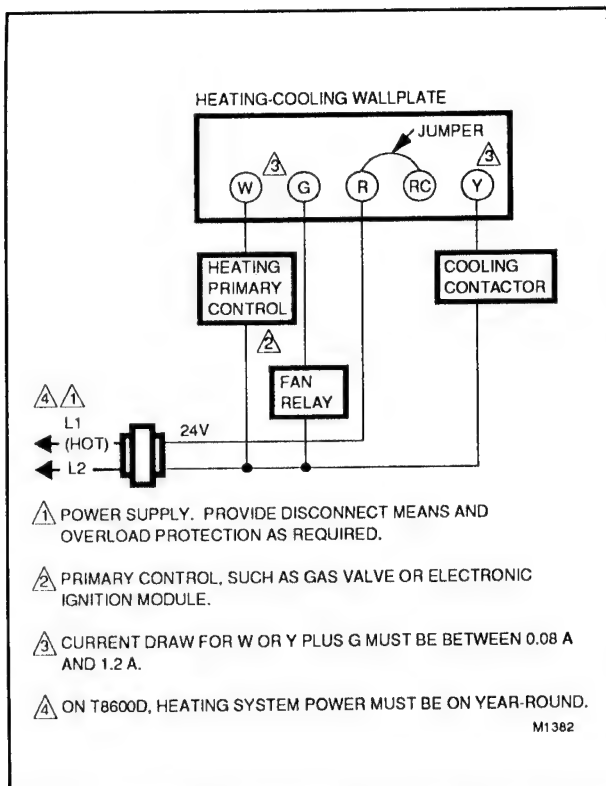 HEATING-COOLING WALLPLATE
JUMPER
3
3
W
G
R
RC
Y
HEATING
PRIMARY
CONTROL
COOLING
CONTACTOR
2
FAN
RELAY
4 1
L1
(HOT)
24V
L2
1 POWER SUPPLY. PROVIDE DISCONNECT MEANS AND
OVERLOAD PROTECTION AS REQUIRED.
2 PRIMARY CONTROL, SUCH AS GAS VALVE OR ELECTRONIC
IGNITION MODULE.
3 CURRENT DRAW FOR W OR Y PLUS G MUST BE BETWEEN 0.08 A
AND 1.2 A.
4 ON T8600D, HEATING SYSTEM POWER MUST BE ON YEAR-ROUND.
M1382